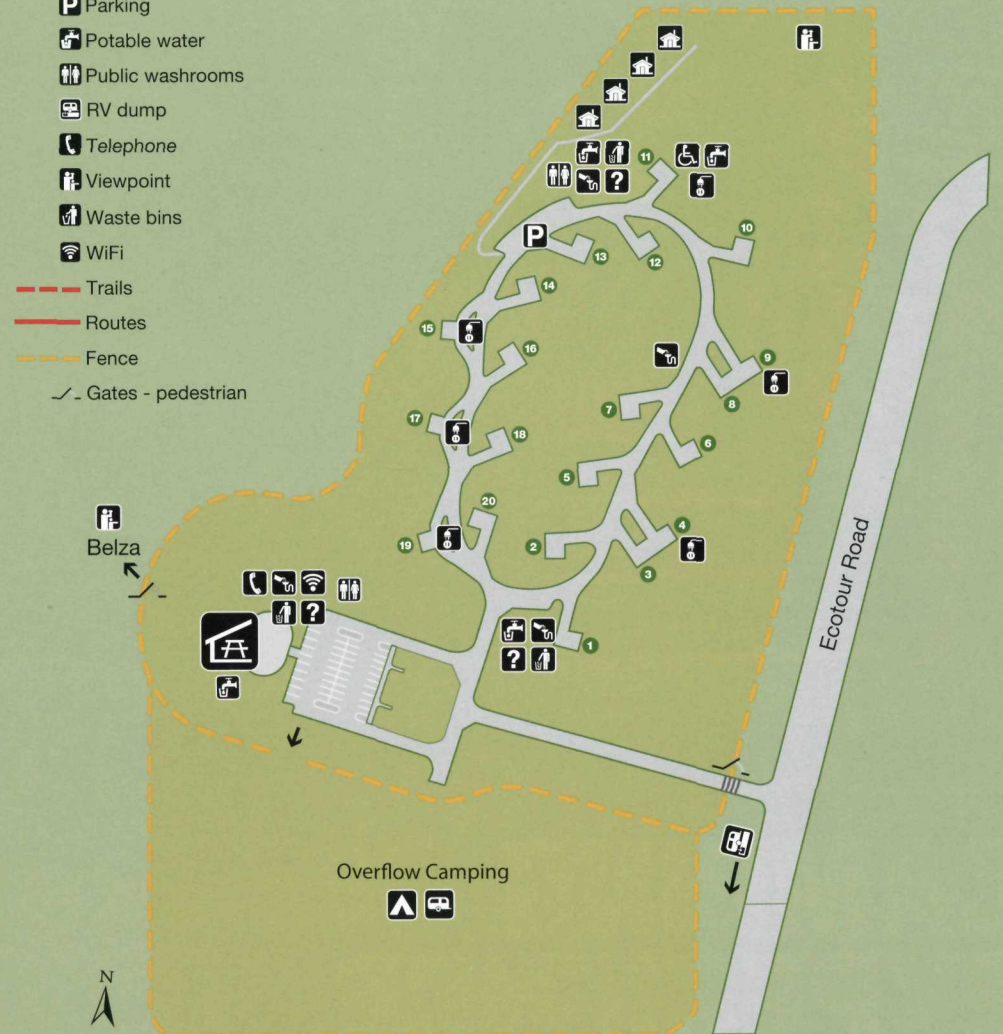 P Parking
Potable water
Public washrooms
RV dump
Telephone
Viewpoint
Waste bins
WiFi
Trails
Routes
Fence
Gates - pedestrian
11
?
10
P
13
12
14
15
16
9
8
7
17
18
6
5
20
4
19
2
3
Belza
?
1
?
Ecotour Road
Overflow Camping
N